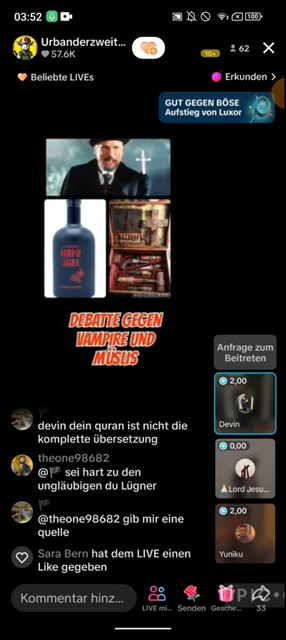 03:52
100
Urbanderzweit...
57.6K
10+
62
Beliebte LIVEs
Erkunden >
GUT GEGEN BÖSE
Aufstieg von Luxor
VAMPIR
JÄGER
DEBATTE GEGEN
VAMPIRE UND
MÜSLIS
Anfrage zum
Beitreten
2,00
Devin
0,00
Lord Jesu...
2,00
Yuniku
devin dein quran ist nicht die
komplette übersetzung
theone98682
@🏴 sei hart zu den
ungläubigen du Lügner
@theone98682 gib mir eine
quelle
Sara Bern hat dem LIVE einen
Like gegeben
Kommentar hinz...
LIVE mi...
Senden
Gesche...
33